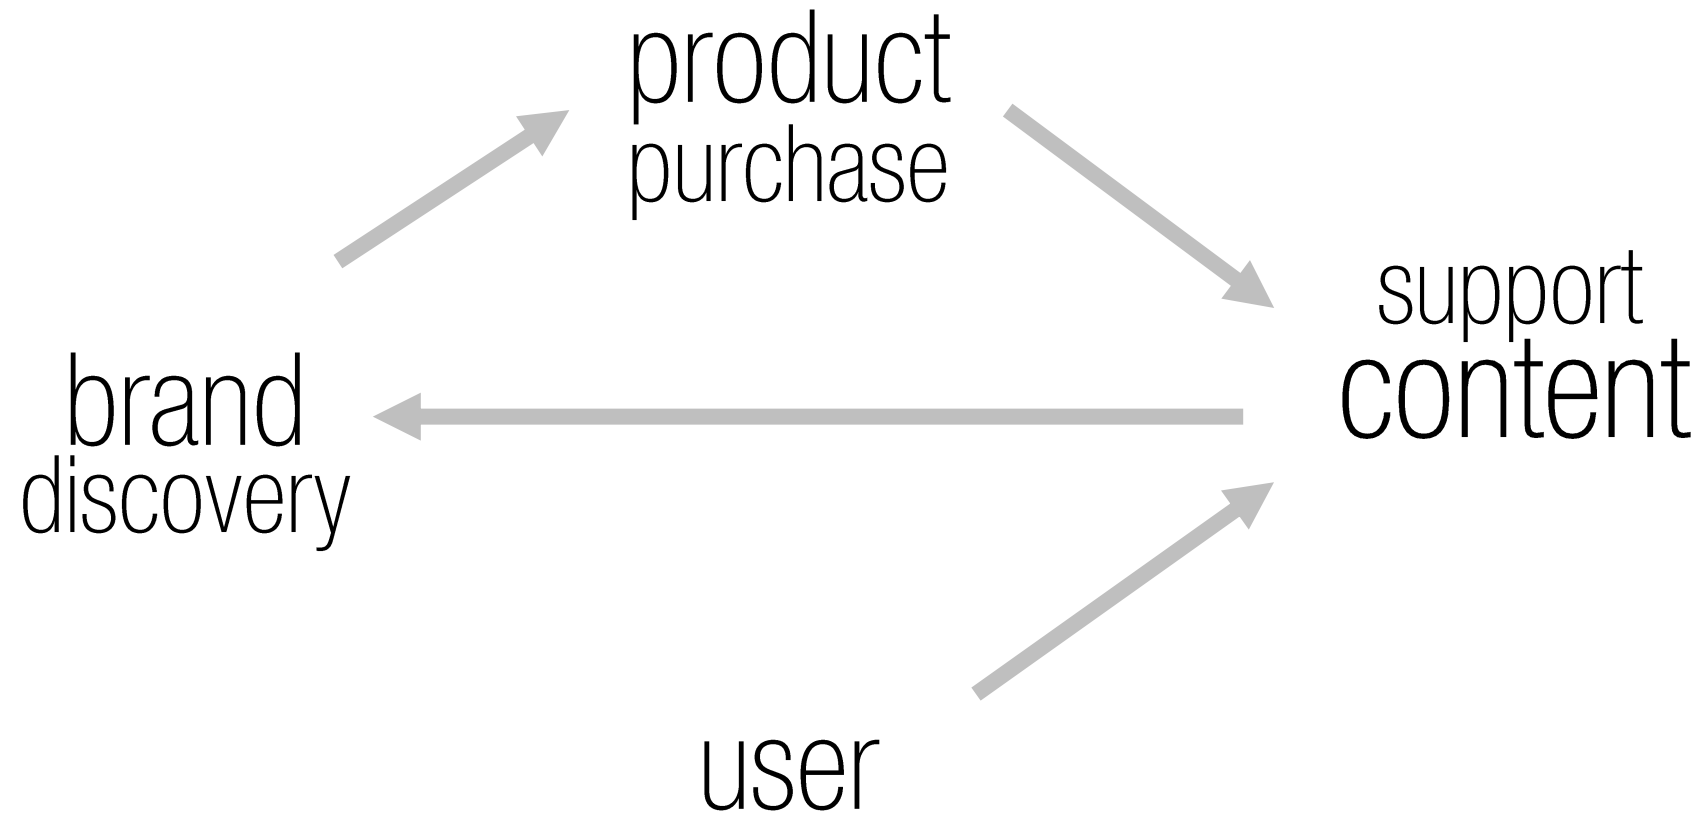 product
purchase
support
content
brand
discovery
user